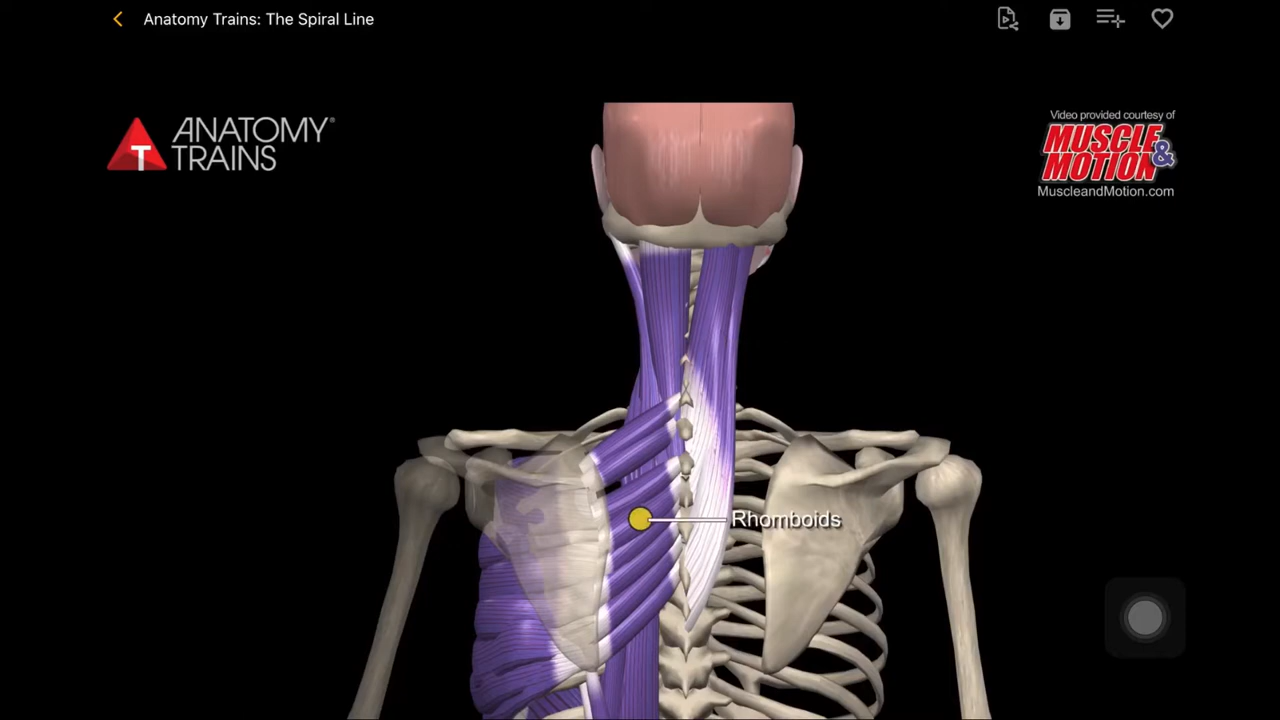 Anatomy Trains: The Spiral Line
ANATOMY
TRAINS
®
T
Video provided courtesy of
MUSCLE
&
MOTION
MuscleandMotion.com
Rhomboids